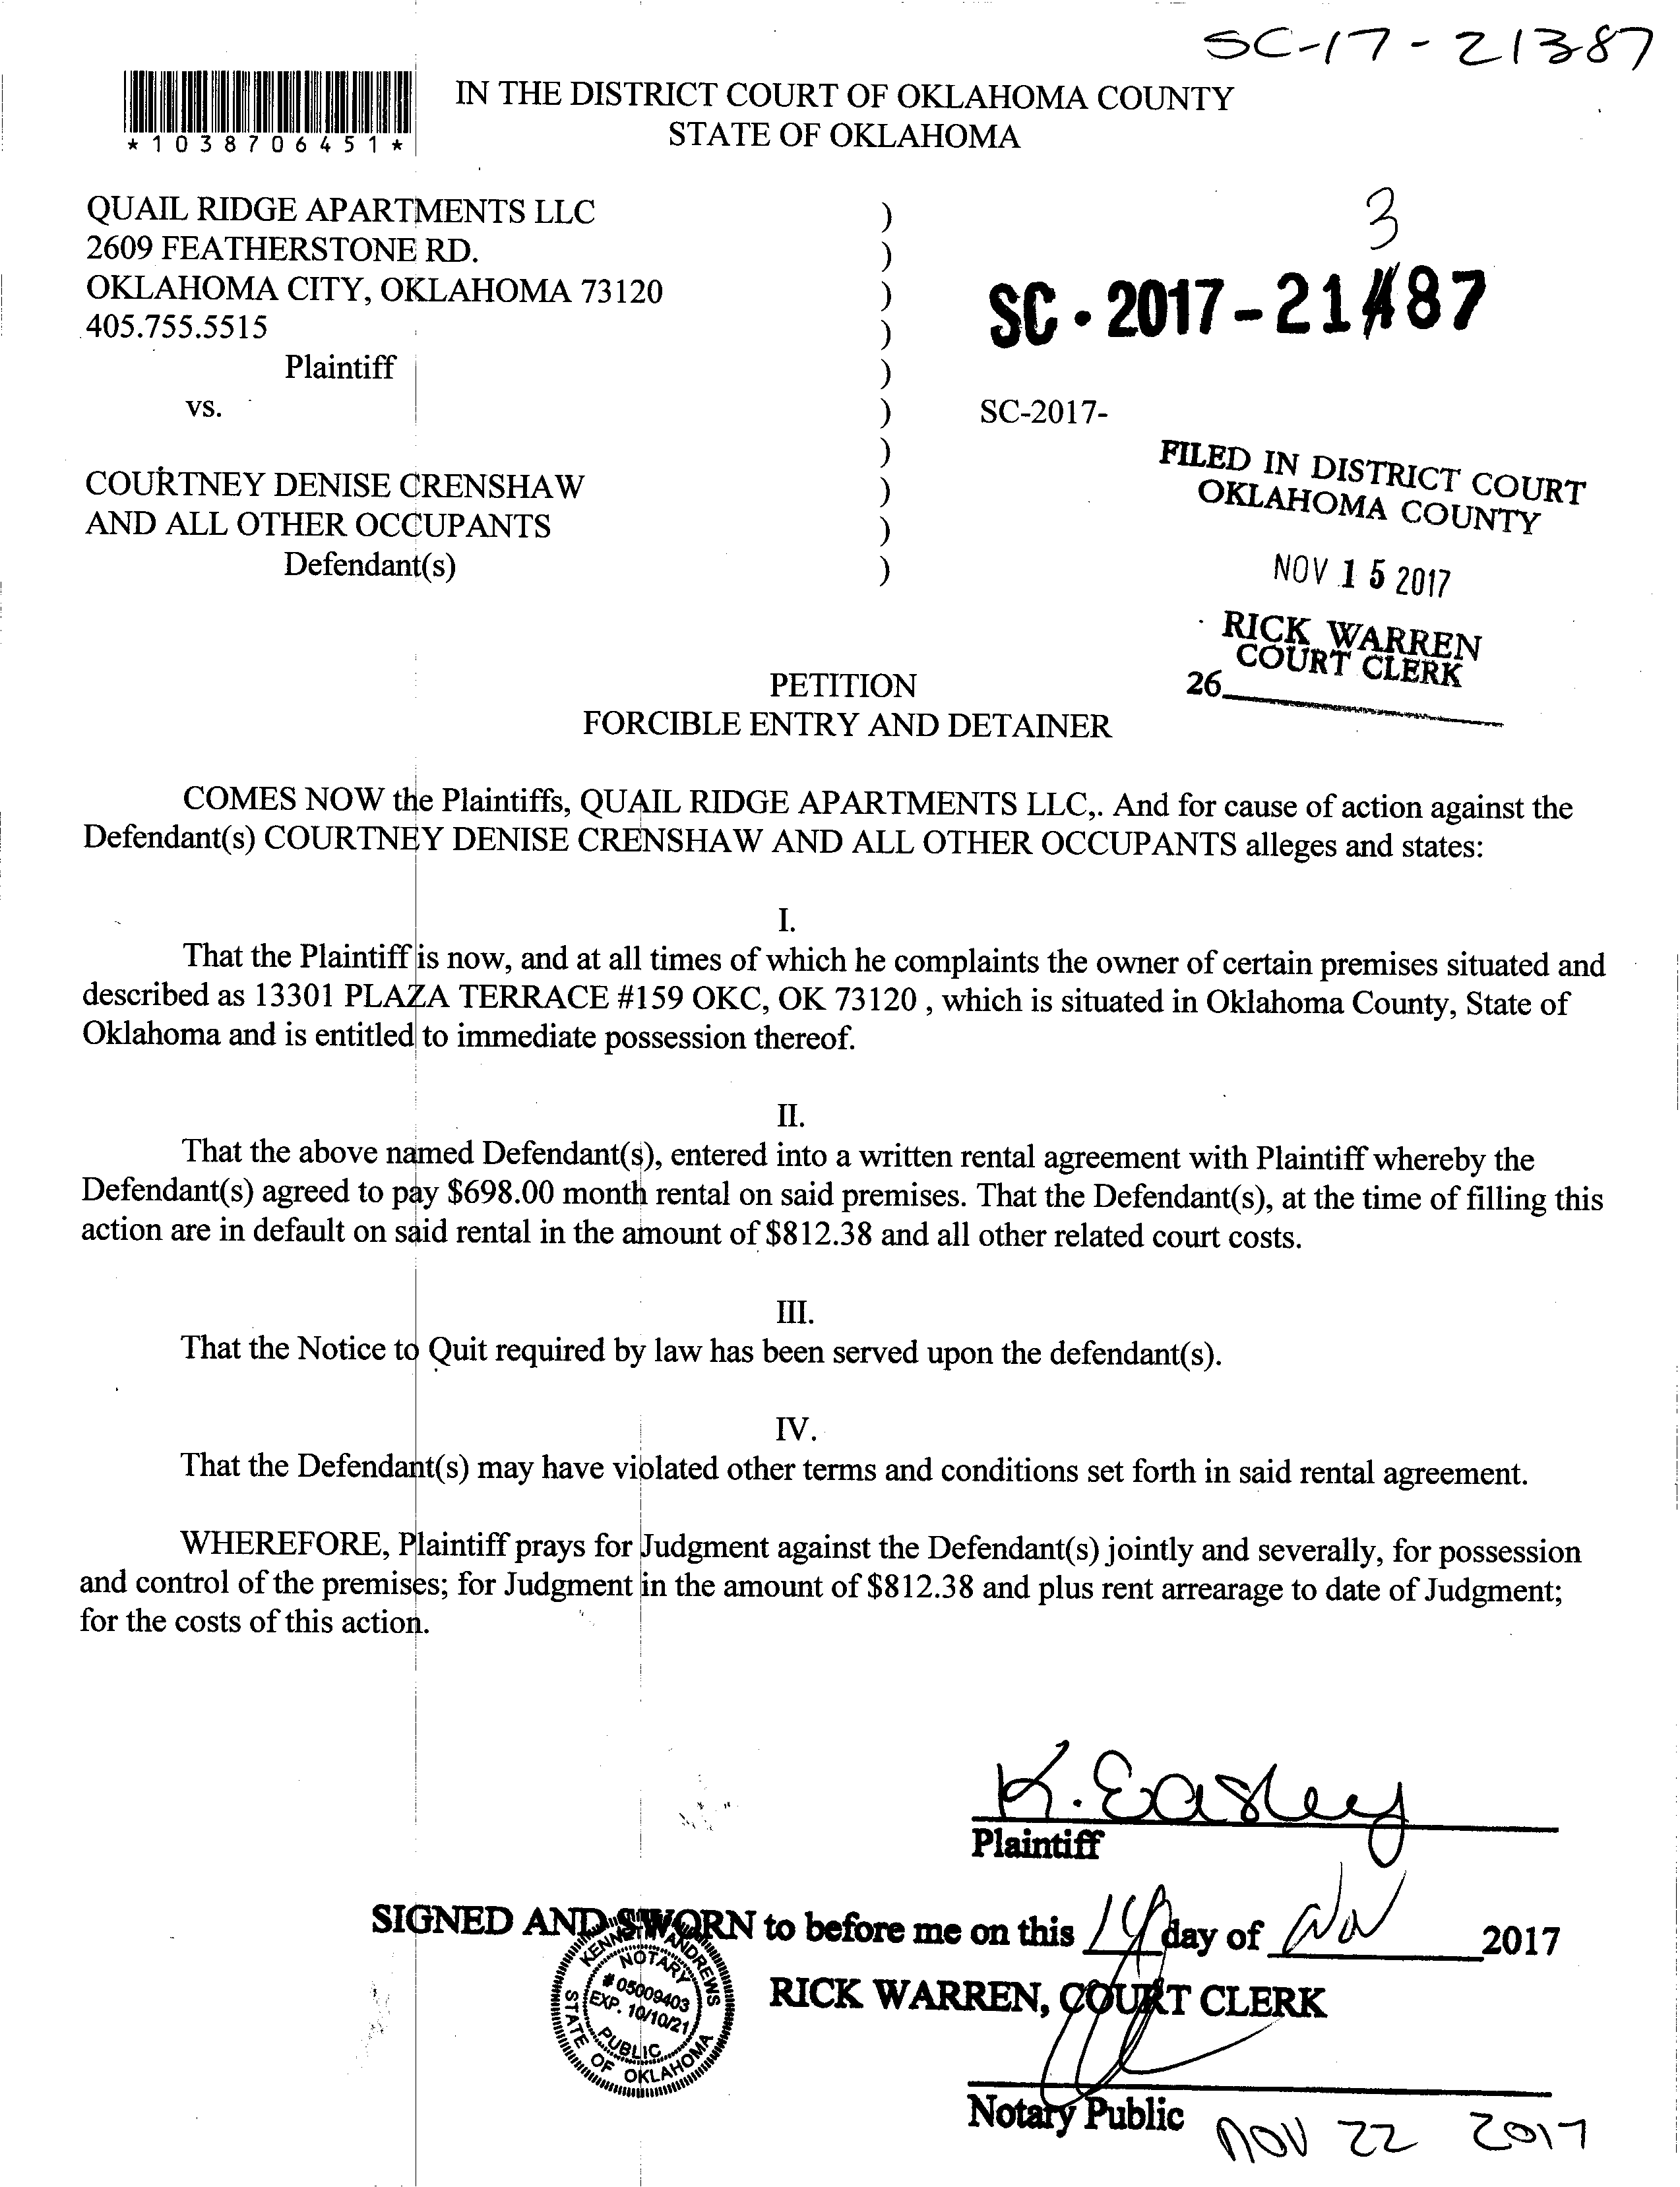 SC-17-21387
*1038706451*
IN THE DISTRICT COURT OF OKLAHOMA COUNTY
STATE OF OKLAHOMA
QUAIL RIDGE APARTMENTS LLC )
2609 FEATHERSTONE RD. )
OKLAHOMA CITY, OKLAHOMA 73120 )
405.755.5515 )
Plaintiff )
vs. )
)
COURTNEY DENISE CRENSHAW )
AND ALL OTHER OCCUPANTS )
Defendant(s) )
3
SC-2017-21487
SC-2017-
FILED IN DISTRICT COURT
OKLAHOMA COUNTY
NOV 15 2017
RICK WARREN
COURT CLERK
26
PETITION
FORCIBLE ENTRY AND DETAINER
COMES NOW the Plaintiffs, QUAIL RIDGE APARTMENTS LLC,. And for cause of action against the
Defendant(s) COURTNEY DENISE CRENSHAW AND ALL OTHER OCCUPANTS alleges and states:
I.
That the Plaintiff is now, and at all times of which he complaints the owner of certain premises situated and
described as 13301 PLAZA TERRACE #159 OKC, OK 73120 , which is situated in Oklahoma County, State of
Oklahoma and is entitled to immediate possession thereof.
II.
That the above named Defendant(s), entered into a written rental agreement with Plaintiff whereby the
Defendant(s) agreed to pay $698.00 month rental on said premises. That the Defendant(s), at the time of filling this
action are in default on said rental in the amount of $812.38 and all other related court costs.
III.
That the Notice to Quit required by law has been served upon the defendant(s).
IV.
That the Defendant(s) may have violated other terms and conditions set forth in said rental agreement.
WHEREFORE, Plaintiff prays for Judgment against the Defendant(s) jointly and severally, for possession
and control of the premises; for Judgment in the amount of $812.38 and plus rent arrearage to date of Judgment;
for the costs of this action.
K. Easley
Plaintiff
SIGNED AND SWORN to before me on this 14 day of Nov 2017
KENNETH ANDREWS
NOTARY
# 05009403
EXP. 10/10/21
PUBLIC
STATE OF OKLAHOMA
RICK WARREN, COURT CLERK
Notary Public
NOV 22 2017